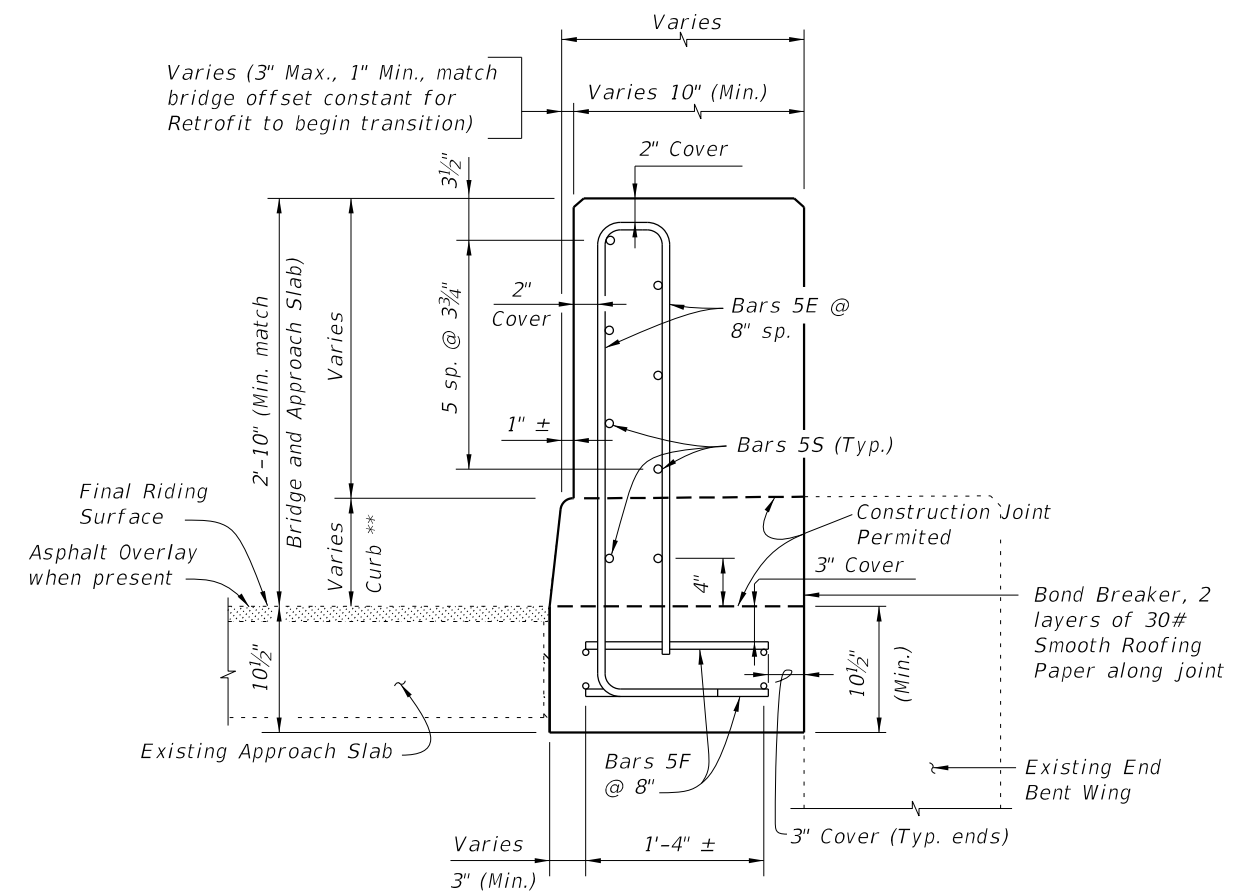 Varies
Varies (3" Max., 1" Min., match
bridge offset constant for
Retrofit to begin transition)
Varies 10" (Min.)
2" Cover
3½"
2"
Cover
5 sp. @ 3¾"
Bars 5E @
8" sp.
2'-10" (Min. match
Bridge and Approach Slab)
Varies
1" ±
Bars 5S (Typ.)
Final Riding
Surface
Asphalt Overlay
when present
Varies
Curb **
Construction Joint
Permited
3" Cover
4"
Bond Breaker, 2
layers of 30#
Smooth Roofing
Paper along joint
10½"
10½"
(Min.)
Existing Approach Slab
Bars 5F
@ 8"
Existing End
Bent Wing
3" Cover (Typ. ends)
Varies
3" (Min.)
1'-4" ±